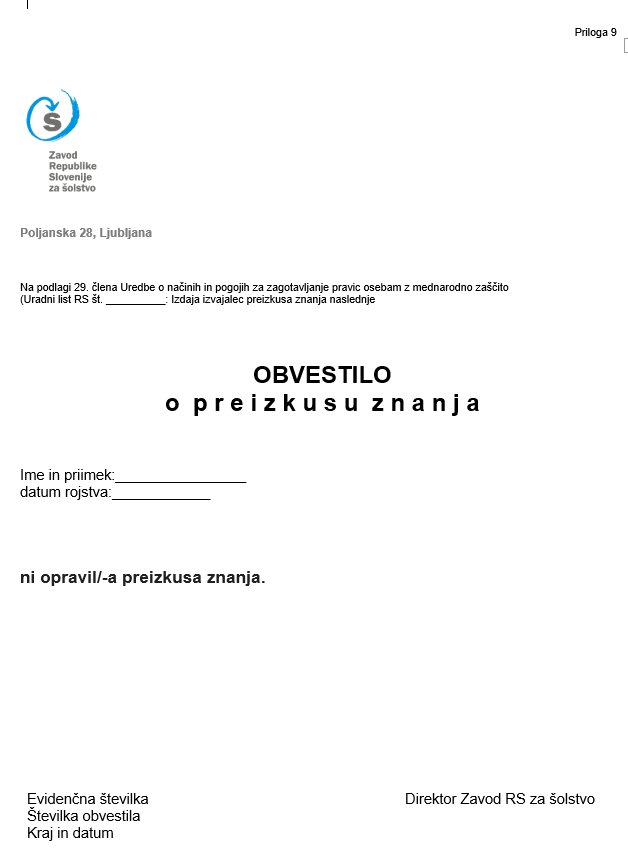 Priloga 9
Š
Zavod
Republike
Slovenije
za šolstvo
Poljanska 28, Ljubljana
Na podlagi 29. člena Uredbe o načinih in pogojih za zagotavljanje pravic osebam z mednarodno zaščito
(Uradni list RS št. __________: Izdaja izvajalec preizkusa znanja naslednje
OBVESTILO
o preizkusu znanja
Ime in priimek:________________
datum rojstva:____________
ni opravil/-a preizkusa znanja.
Evidenčna številka
Direktor Zavod RS za šolstvo
Številka obvestila
Kraj in datum